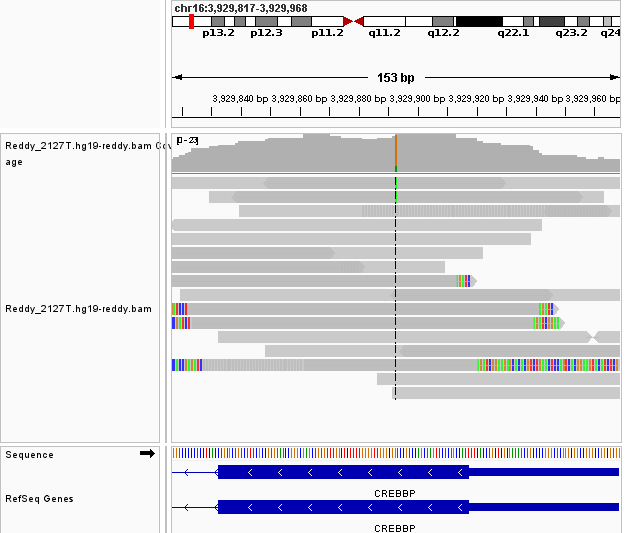 chr16:3,929,817-3,929,968
p13.2 p12.3 p11.2 q11.2 q12.2 q22.1 q23.2 q24
153 bp
3,929,840 bp 3,929,860 bp 3,929,880 bp 3,929,900 bp 3,929,920 bp 3,929,940 bp 3,929,960 bp
Reddy_2127T.hg19-reddy.bam Cov
age
[0-23]
Reddy_2127T.hg19-reddy.bam
Sequence
RefSeq Genes
CREBBP
CREBBP